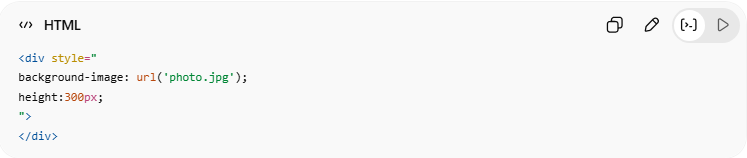 HTML
<div style="
background-image: url('photo.jpg');
height:300px;
">
</div>